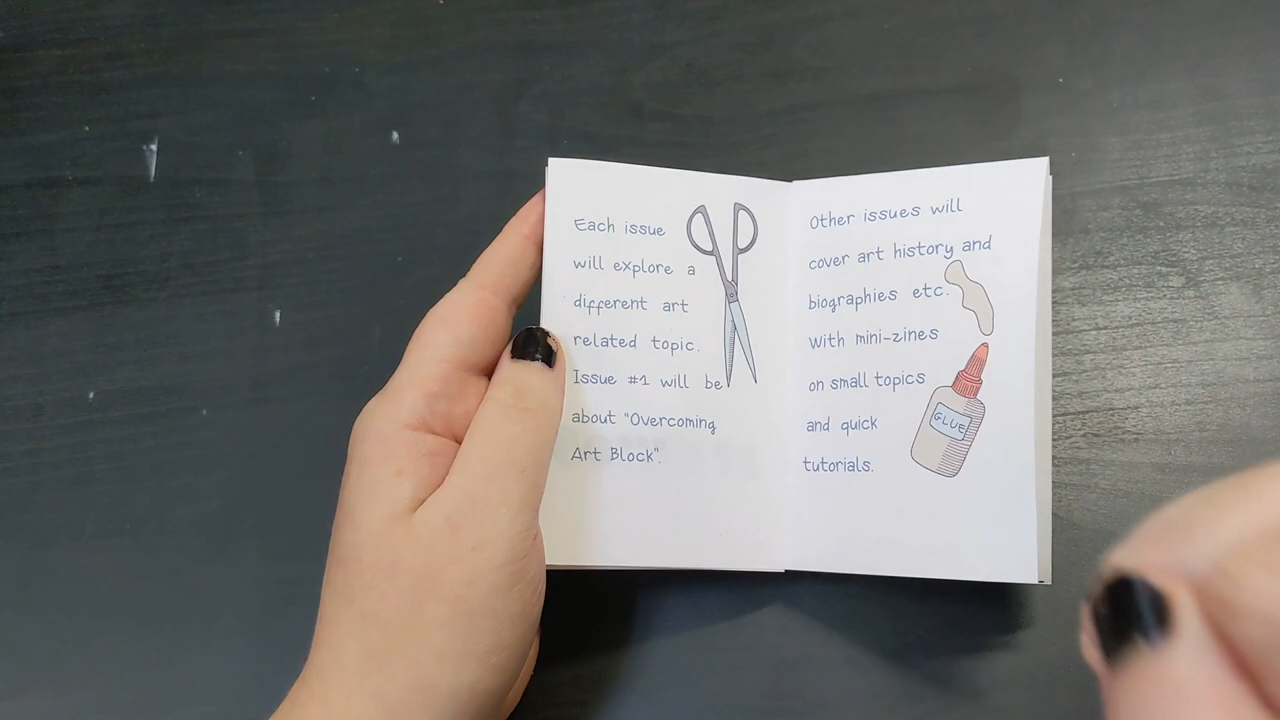 Each issue
will explore a
different art
related topic.
Issue #1 will be
about "Overcoming
Art Block".
Other issues will
cover art history and
biographies etc.
with mini-zines
on small topics
and quick
tutorials.
GLUE